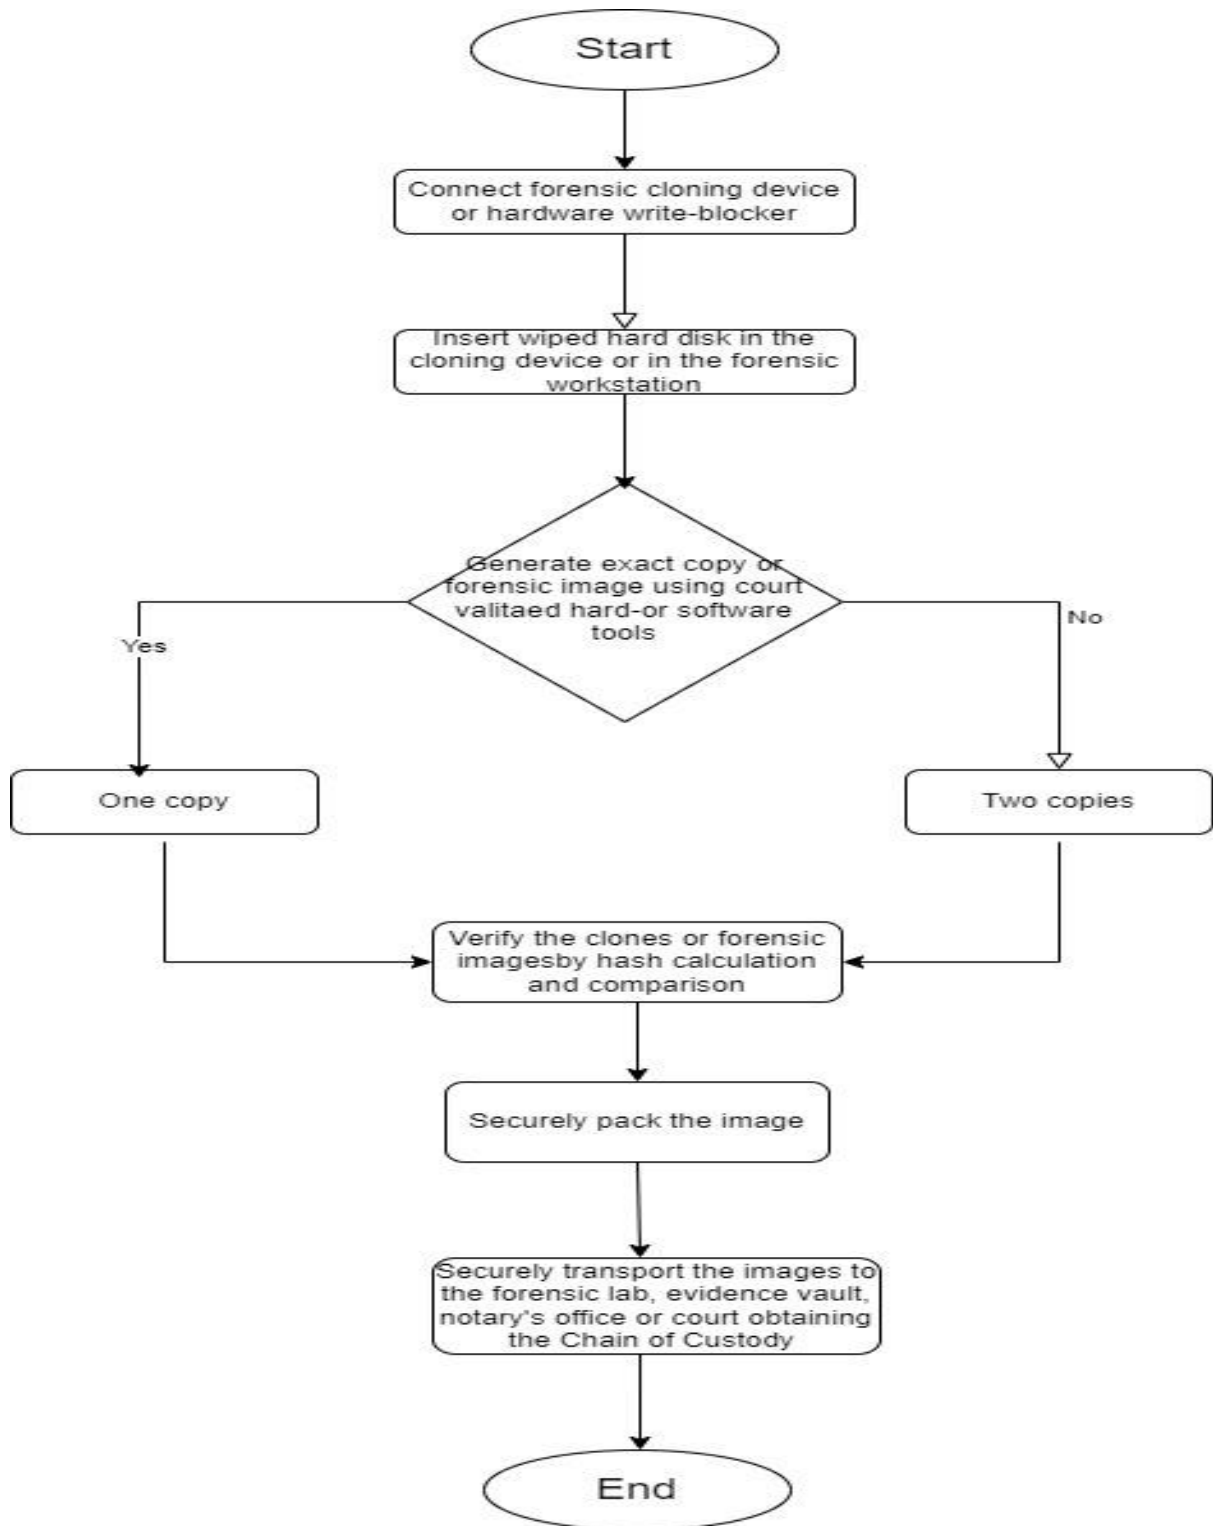 Start
Connect forensic cloning device
or hardware write-blocker
Insert wiped hard disk in the
cloning device or in the forensic
workstation
Generate exact copy or
forensic image using court
valitaed hard-or software
tools
Yes
No
One copy
Two copies
Verify the clones or forensic
imagesby hash calculation
and comparison
Securely pack the image
Securely transport the images to
the forensic lab, evidence vault,
notary's office or court obtaining
the Chain of Custody
End